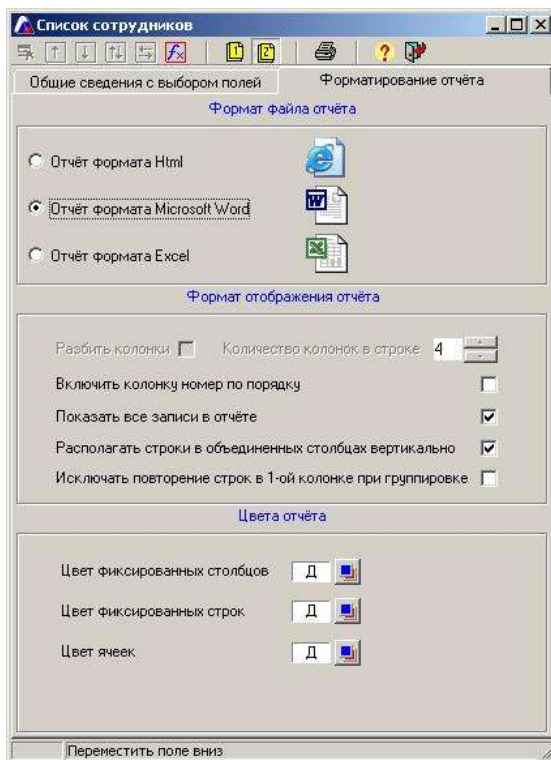 Список сотрудников
Общие сведения с выбором полей
Форматирование отчёта
Формат файла отчёта
Отчёт формата Html
Отчёт формата Microsoft Word
Отчёт формата Excel
Формат отображения отчёта
Разбить колонки Количество колонок в строке 4
Включить колонку номер по порядку
Показать все записи в отчёте
Располагать строки в объединенных столбцах вертикально
Исключать повторение строк в 1-ой колонке при группировке
Цвета отчёта
Цвет фиксированных столбцов Д
Цвет фиксированных строк Д
Цвет ячеек Д
Переместить поле вниз